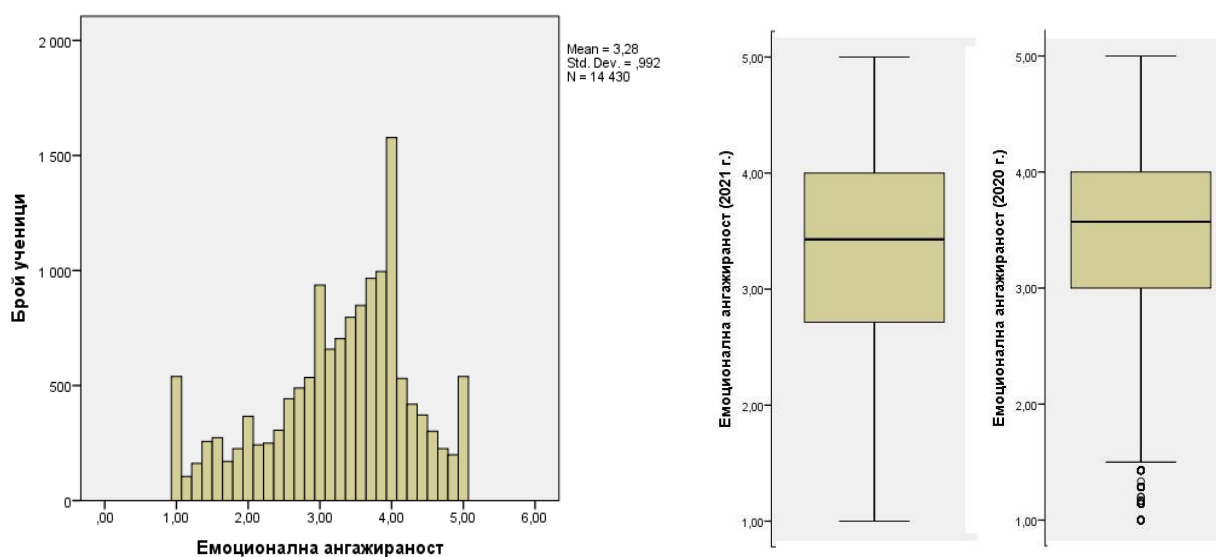 Mean = 3,28
Std. Dev. = ,992
N = 14 430
Брой ученици
2 000
1 500
1 000
500
0
,00 1,00 2,00 3,00 4,00 5,00 6,00
Емоционална ангажираност
Емоционална ангажираност (2021 г.)
5,00
4,00
3,00
2,00
1,00
Емоционална ангажираност (2020 г.)
5,00
4,00
3,00
2,00
1,00